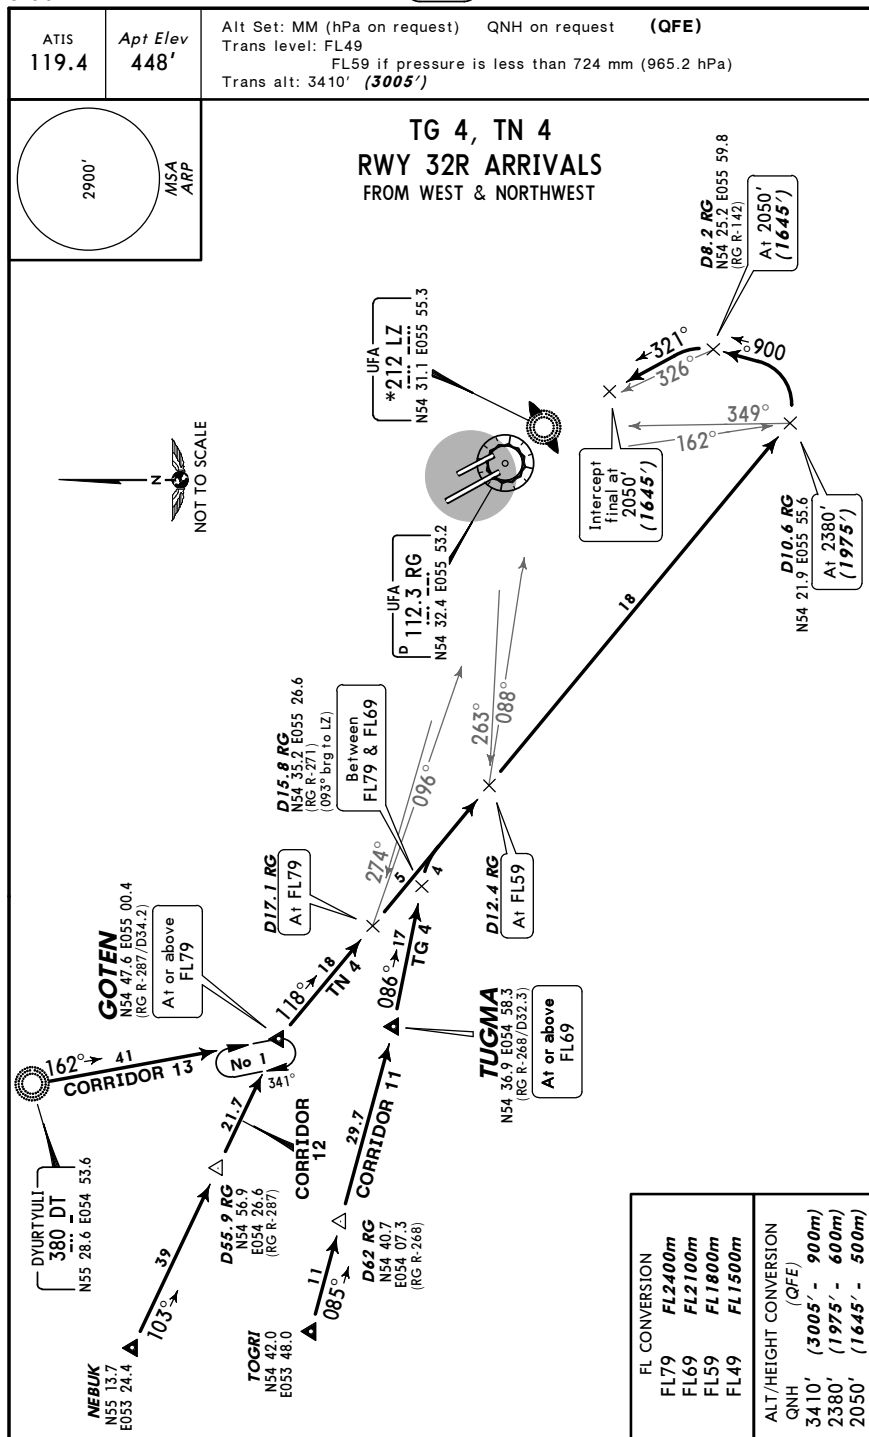 ATIS
119.4
Apt Elev
448'
Alt Set: MM (hPa on request) QNH on request (QFE)
Trans level: FL49
FL59 if pressure is less than 724 mm (965.2 hPa)
Trans alt: 3410' (3005')
2900'
MSA
ARP
TG 4, TN 4
RWY 32R ARRIVALS
FROM WEST & NORTHWEST
D8.2 RG
N54 25.2 E055 59.8
(RG R-142)
At 2050'
(1645')
UFA
*212 LZ
N54 31.1 E055 55.3
NOT TO SCALE
N
321°
326°
006°
349°
162°
Intercept
final at
2050'
(1645')
D10.6 RG
N54 21.9 E055 55.6
At 2380'
(1975')
UFA
D 112.3 RG
N54 32.4 E055 53.2
18
263°
088°
D15.8 RG
N54 35.2 E055 26.6
(RG R-271)
(093° brg to LZ)
Between
FL79 & FL69
096°
274°
D17.1 RG
At FL79
5
4
D12.4 RG
At FL59
GOTEN
N54 47.6 E055 00.4
(RG R-287/D34.2)
At or above
FL79
118°
18
TN 4
086°
17
TG 4
TUGMA
N54 36.9 E054 58.3
(RG R-268/D32.3)
At or above
FL69
162°
41
CORRIDOR 13
No 1
341°
21.7
CORRIDOR
12
29.7
CORRIDOR 11
DYURTYULI
380 DT
N55 28.6 E054 53.6
D55.9 RG
N54 56.9
E054 26.6
(RG R-287)
39
103°
NEBUK
N55 13.7
E053 24.4
11
085°
D62 RG
N54 40.7
E054 07.3
(RG R-268)
TOGRI
N54 42.0
E053 48.0
FL CONVERSION
FL79 FL2400m
FL69 FL2100m
FL59 FL1800m
FL49 FL1500m
ALT/HEIGHT CONVERSION
QNH (QFE)
3410' (3005' - 900m)
2380' (1975' - 600m)
2050' (1645' - 500m)